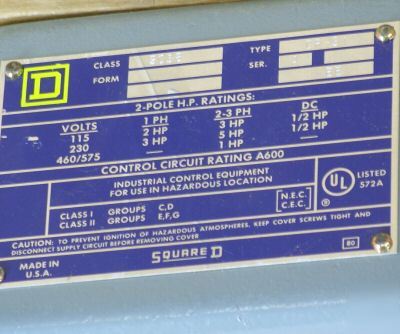 CLASS TYPE
FORM SER.
2-POLE H.P. RATINGS:
VOLTS 1 PH 2-3 PH DC
115 2 HP 3 HP 1/2 HP
230 3 HP 5 HP 1/2 HP
460/575 — 1 HP —
CONTROL CIRCUIT RATING A600
INDUSTRIAL CONTROL EQUIPMENT
FOR USE IN HAZARDOUS LOCATION
UL LISTED
572A
CLASS I GROUPS C,D
CLASS II GROUPS E,F,G
N.E.C.
C.E.C.
CAUTION: TO PREVENT IGNITION OF HAZARDOUS ATMOSPHERES, KEEP COVER SCREWS TIGHT AND
DISCONNECT SUPPLY CIRCUIT BEFORE REMOVING COVER
MADE IN
U.S.A.
SQUARE D
80